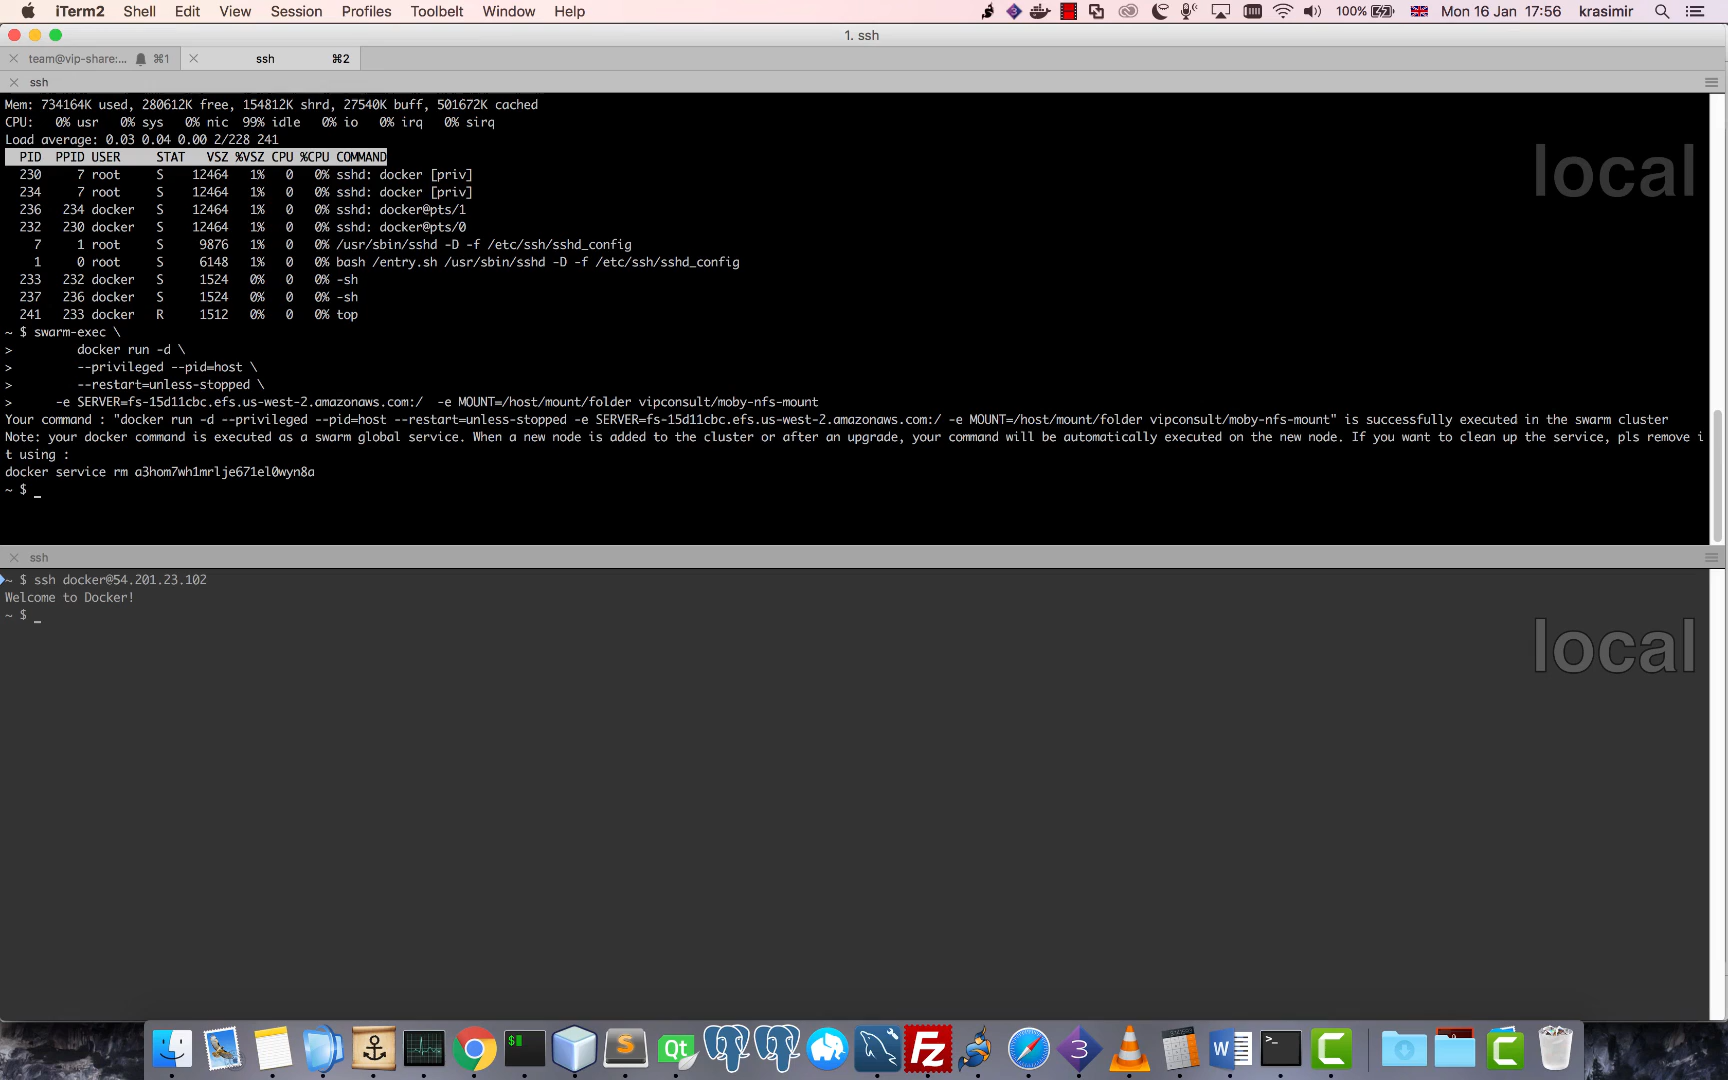 iTerm2 Shell Edit View Session Profiles Toolbelt Window Help 100% Mon 16 Jan 17:56 krasimir
1. ssh
team@vip-share:... ⌘1 ssh ⌘2
ssh
Mem: 734164K used, 280612K free, 154812K shrd, 27540K buff, 501672K cached
CPU:   0% usr   0% sys   0% nic  99% idle   0% io   0% irq   0% sirq
Load average: 0.03 0.04 0.00 2/228 241
PID  PPID USER     STAT   VSZ %VSZ CPU %CPU COMMAND
230     7 root     S    12464   1%   0   0% sshd: docker [priv]
234     7 root     S    12464   1%   0   0% sshd: docker [priv]
236   234 docker   S    12464   1%   0   0% sshd: docker@pts/1
232   230 docker   S    12464   1%   0   0% sshd: docker@pts/0
7     1 root     S     9876   1%   0   0% /usr/sbin/sshd -D -f /etc/ssh/sshd_config
1     0 root     S     6148   1%   0   0% bash /entry.sh /usr/sbin/sshd -D -f /etc/ssh/sshd_config
233   232 docker   S     1524   0%   0   0% -sh
237   236 docker   S     1524   0%   0   0% -sh
241   233 docker   R     1512   0%   0   0% top
~ $ swarm-exec \
>         docker run -d \
>         --privileged --pid=host \
>         --restart=unless-stopped \
>      -e SERVER=fs-15d11cbc.efs.us-west-2.amazonaws.com:/  -e MOUNT=/host/mount/folder vipconsult/moby-nfs-mount
Your command : "docker run -d --privileged --pid=host --restart=unless-stopped -e SERVER=fs-15d11cbc.efs.us-west-2.amazonaws.com:/ -e MOUNT=/host/mount/folder vipconsult/moby-nfs-mount" is successfully executed in the swarm cluster
Note: your docker command is executed as a swarm global service. When a new node is added to the cluster or after an upgrade, your command will be automatically executed on the new node. If you want to clean up the service, pls remove i
t using :
docker service rm a3hom7wh1mrlje671el0wyn8a
~ $ _
local
ssh
~ $ ssh docker@54.201.23.102
Welcome to Docker!
~ $ _
local